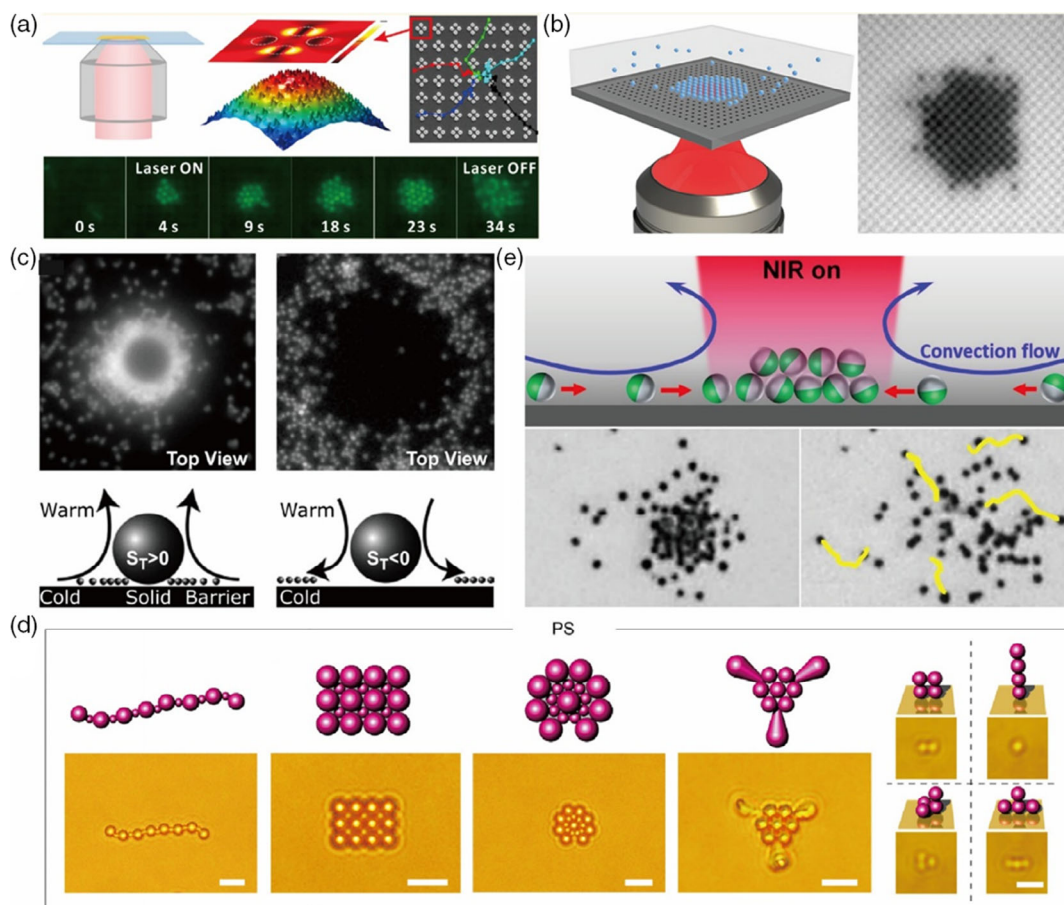 (a)
Laser ON
Laser OFF
0 s
4 s
9 s
18 s
23 s
34 s
(b)
(c)
Top View
Top View
Warm
S_T>0
Cold
Solid
Barrier
Warm
S_T<0
Cold
(e)
NIR on
Convection flow
(d)
PS